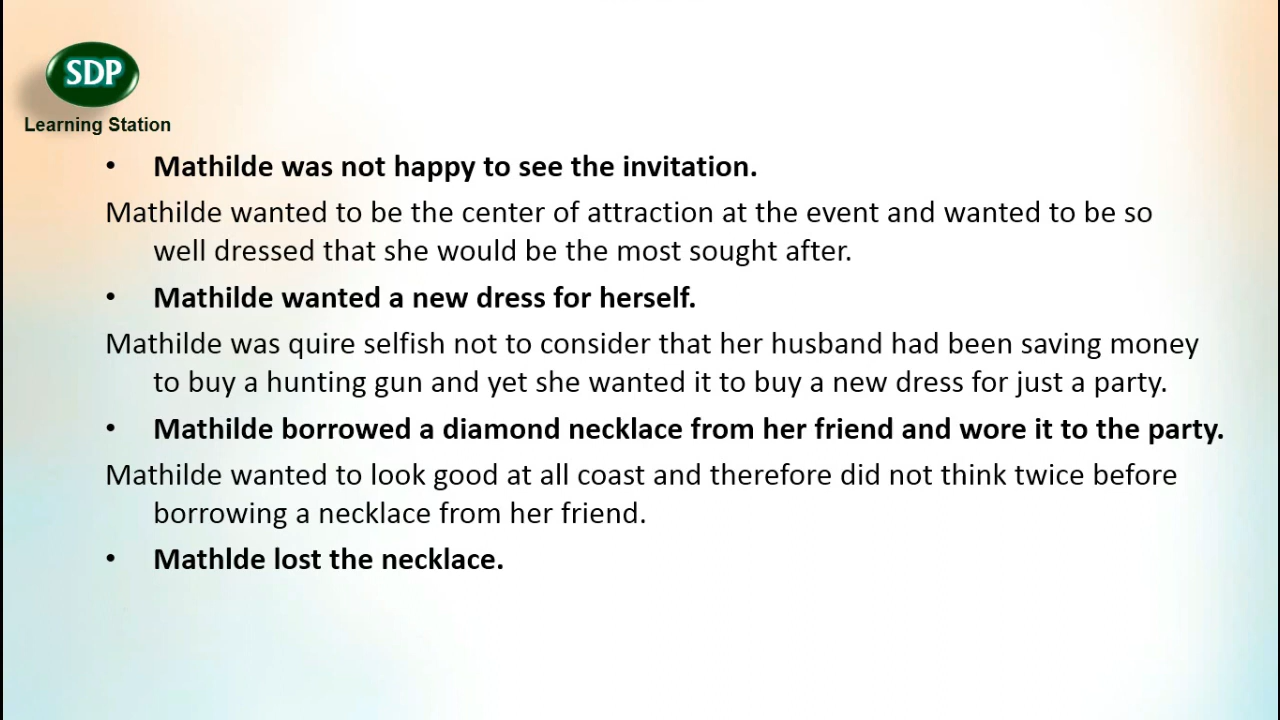 SDP
Learning Station
• Mathilde was not happy to see the invitation.
Mathilde wanted to be the center of attraction at the event and wanted to be so
well dressed that she would be the most sought after.
• Mathilde wanted a new dress for herself.
Mathilde was quire selfish not to consider that her husband had been saving money
to buy a hunting gun and yet she wanted it to buy a new dress for just a party.
• Mathilde borrowed a diamond necklace from her friend and wore it to the party.
Mathilde wanted to look good at all coast and therefore did not think twice before
borrowing a necklace from her friend.
• Mathlde lost the necklace.